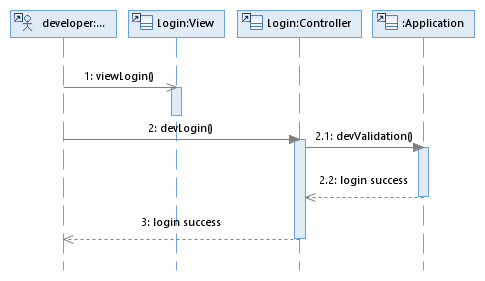 developer:...
Login:View
Login:Controller
:Application
1: viewLogin()
2: devLogin()
2.1: devValidation()
2.2: login success
3: login success